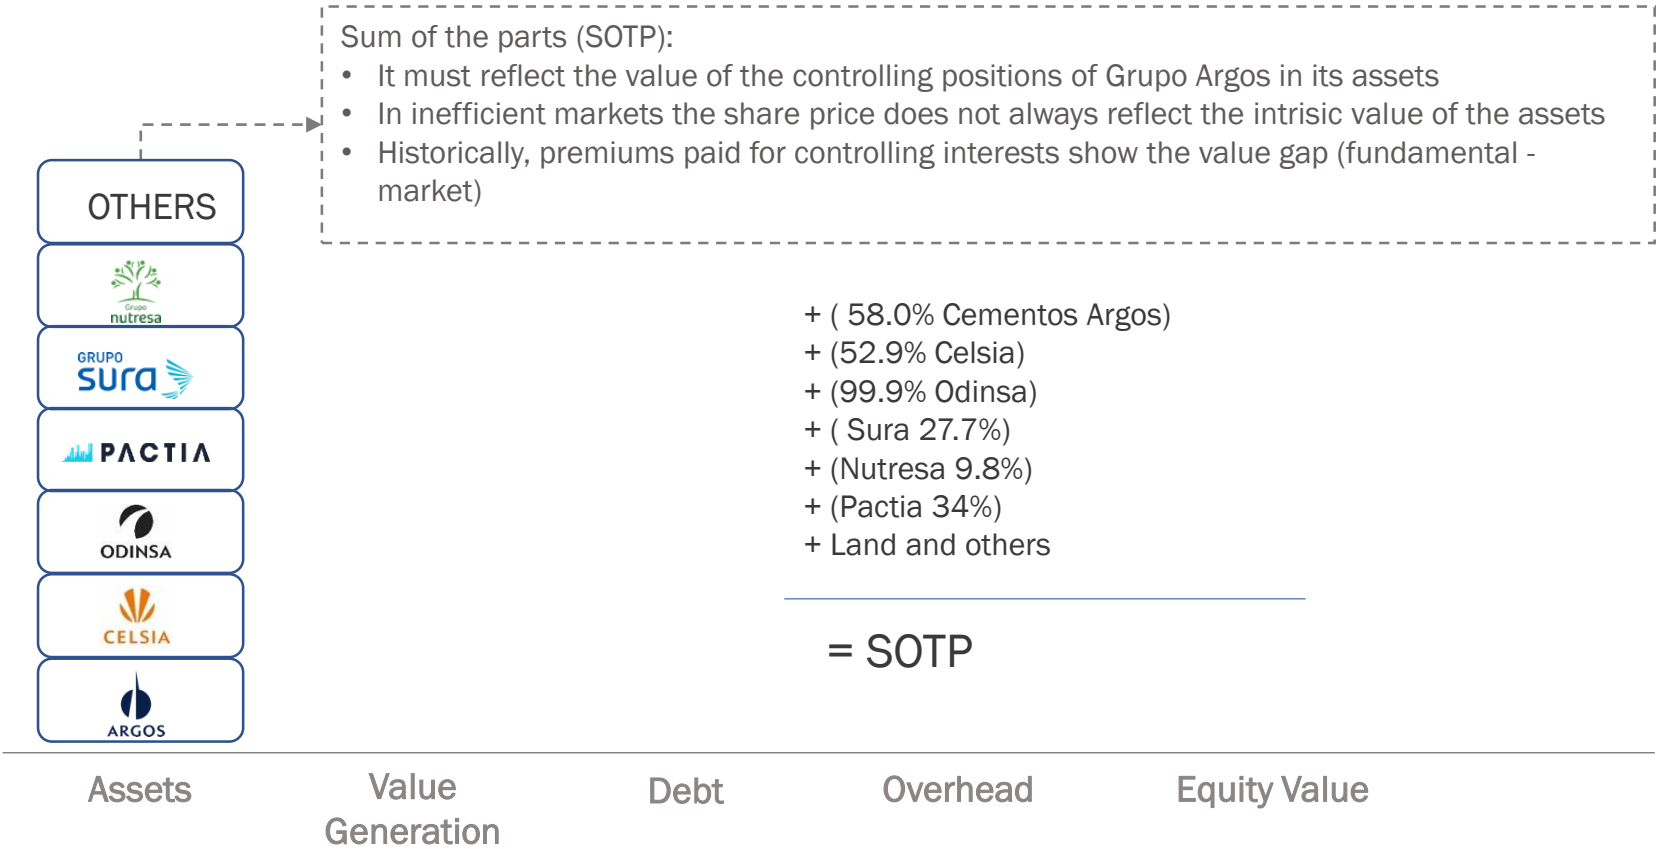 Sum of the parts (SOTP):
• It must reflect the value of the controlling positions of Grupo Argos in its assets
• In inefficient markets the share price does not always reflect the intrisic value of the assets
• Historically, premiums paid for controlling interests show the value gap (fundamental -
market)
OTHERS
Grupo
nutresa
GRUPO
sura
PACTIA
ODINSA
CELSIA
ARGOS
+ ( 58.0% Cementos Argos)
+ (52.9% Celsia)
+ (99.9% Odinsa)
+ ( Sura 27.7%)
+ (Nutresa 9.8%)
+ (Pactia 34%)
+ Land and others
= SOTP
Assets
Value
Generation
Debt
Overhead
Equity Value